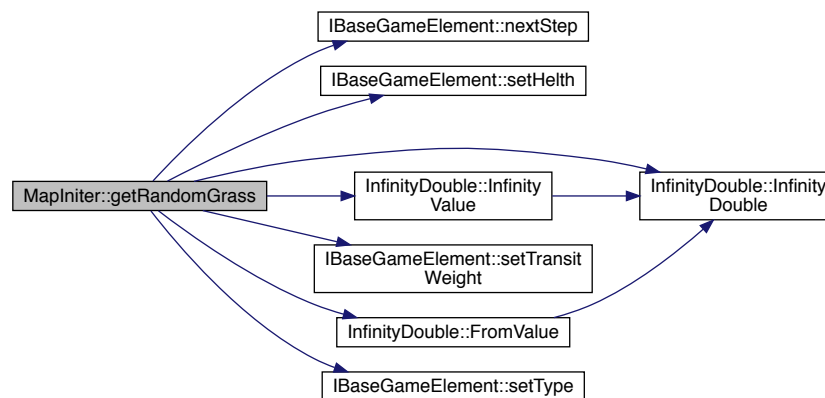 IBaseGameElement::nextStep
IBaseGameElement::setHelth
MapIniter::getRandomGrass
InfinityDouble::Infinity
Value
InfinityDouble::Infinity
Double
IBaseGameElement::setTransit
Weight
InfinityDouble::FromValue
IBaseGameElement::setType